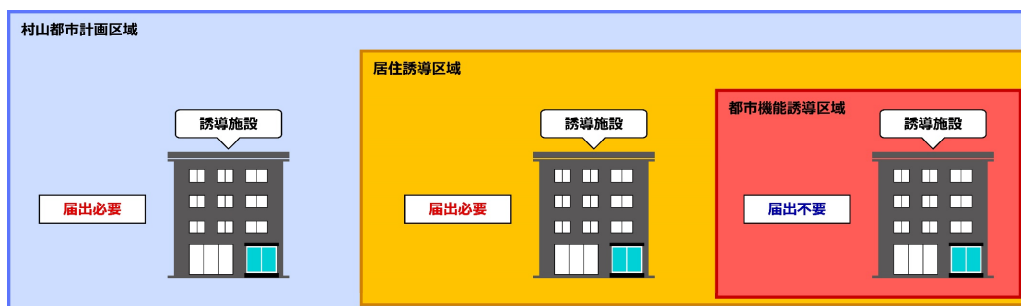 村山都市計画区域
居住誘導区域
都市機能誘導区域
誘導施設
誘導施設
誘導施設
届出必要
届出必要
届出不要